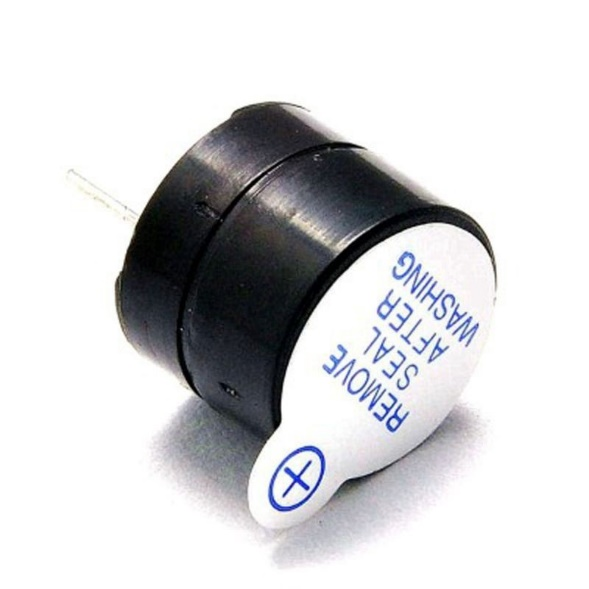 REMOVE
SEAL
AFTER
WASHING
+